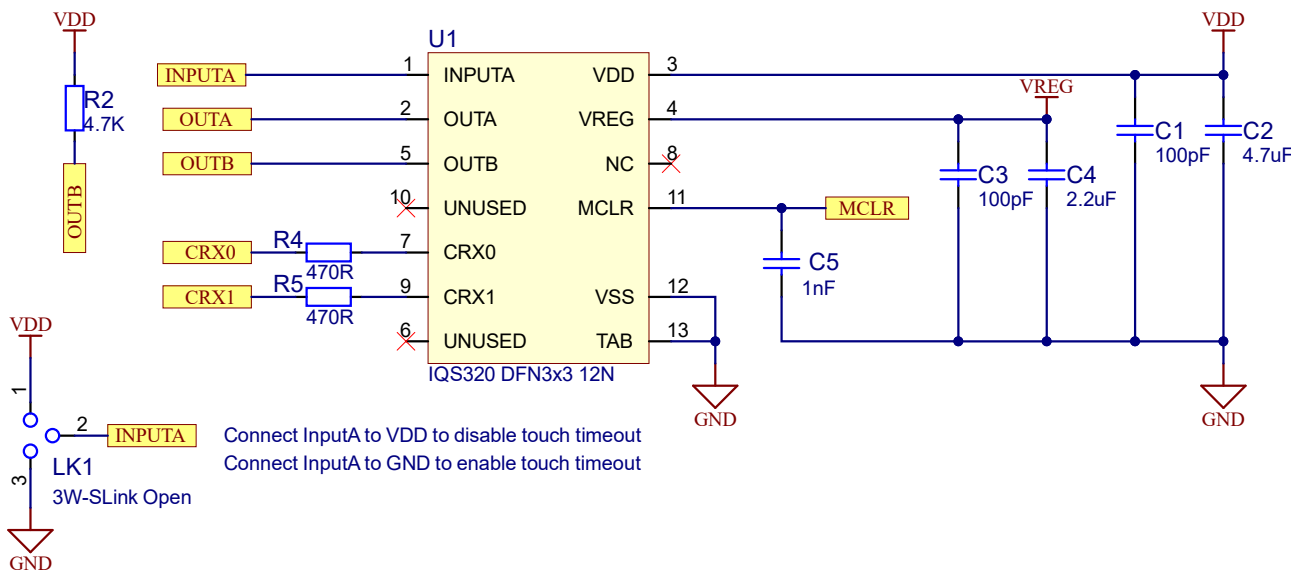 VDD
R2
4.7K
OUTB
INPUTA
OUTA
OUTB
CRX0
R4
470R
CRX1
R5
470R
U1
1 INPUTA VDD 3
2 OUTA VREG 4
5 OUTB NC 8
10 UNUSED MCLR 11
7 CRX0
9 CRX1 VSS 12
6 UNUSED TAB 13
IQS320 DFN3x3 12N
GND
MCLR
C5
1nF
VREG
C3
100pF
C4
2.2uF
VDD
C1
100pF
C2
4.7uF
GND
VDD
1
2
INPUTA
3
LK1
3W-SLink Open
GND
Connect InputA to VDD to disable touch timeout
Connect InputA to GND to enable touch timeout